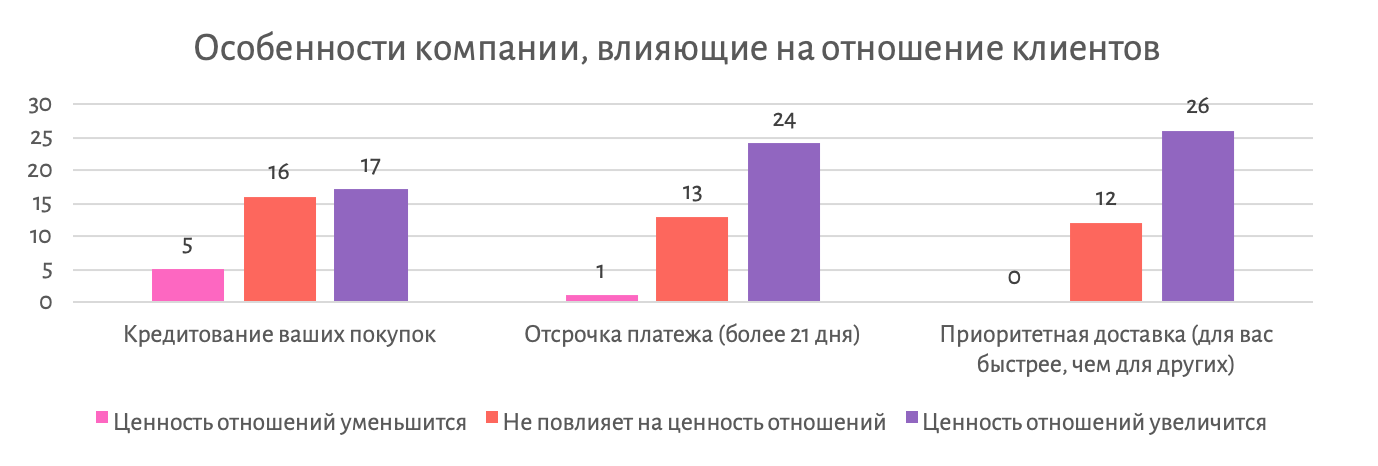 Особенности компании, влияющие на отношение клиентов
30
25
20
15
10
5
0
5
16
17
1
13
24
0
12
26
Кредитование ваших покупок
Отсрочка платежа (более 21 дня)
Приоритетная доставка (для вас
быстрее, чем для других)
Ценность отношений уменьшится
Не повлияет на ценность отношений
Ценность отношений увеличится